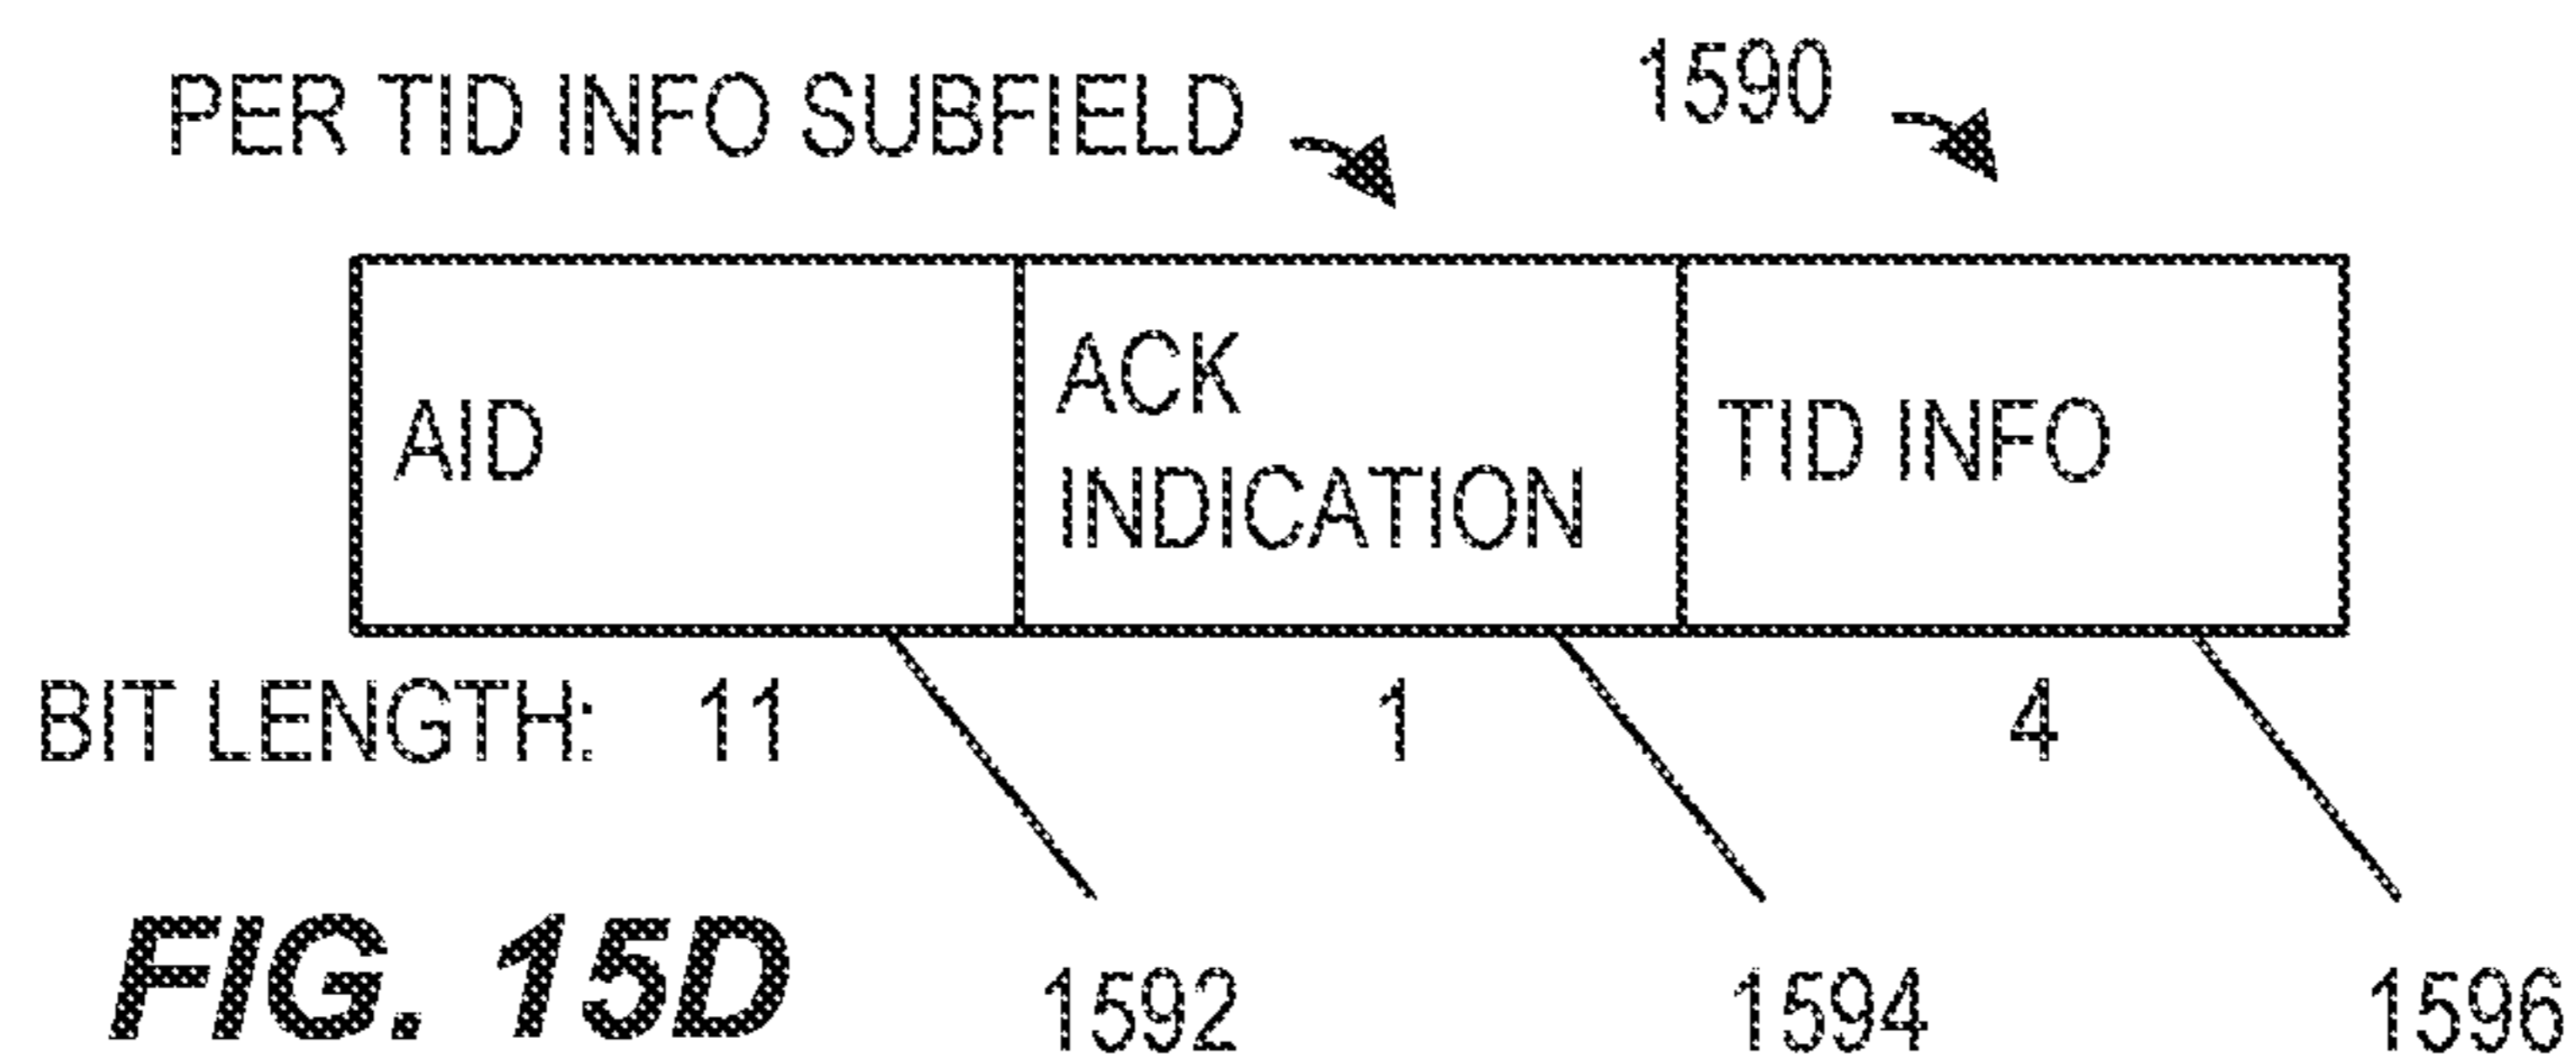 PER TID INFO SUBFIELD 1590
AID
ACK
INDICATION
TID INFO
BIT LENGTH: 11 1 4
FIG. 15D
1592 1594 1596